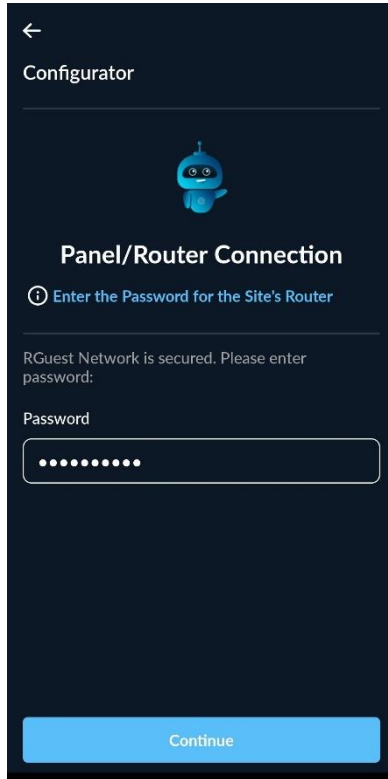 Configurator
Panel/Router Connection
Enter the Password for the Site's Router
RGuest Network is secured. Please enter
password:
Password
••••••••••
Continue